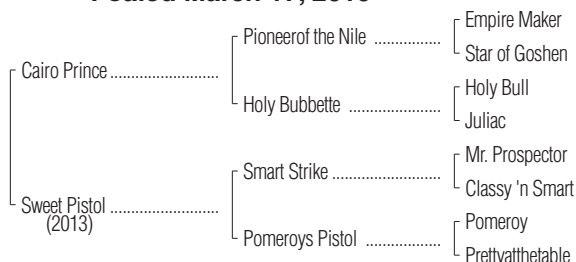 Foaled March
Empire Maker
Pioneerof the Nile ................
Star of Goshen
Cairo Prince ..........................
Holy Bull
Holy Bubbette ......................
Juliac
Mr. Prospector
Smart Strike ..........................
Classy 'n Smart
Sweet Pistol ..........................
(2013)
Pomeroy
Pomeroys Pistol ..................
Prettyatthetable